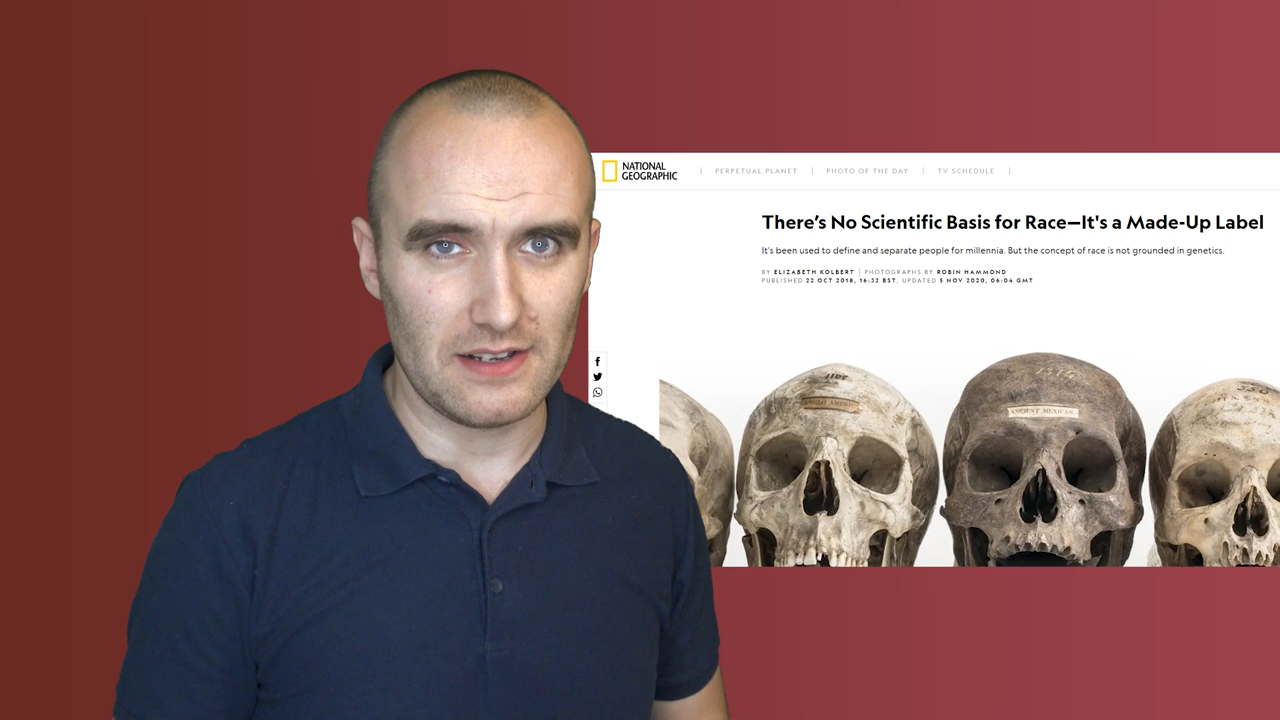 NATIONAL
GEOGRAPHIC
PERPETUAL PLANET
PHOTO OF THE DAY
TV SCHEDULE
There's No Scientific Basis for Race—It's a Made-Up Label
It's been used to define and separate people for millennia. But the concept of race is not grounded in genetics.
BY ELIZABETH KOLBERT | PHOTOGRAPHS BY ROBIN HAMMOND
PUBLISHED 22 OCT 2018, 16:32 BST, UPDATED 5 NOV 2020, 06:04 GMT
1105
1314
ANCIENT MEXICAN.